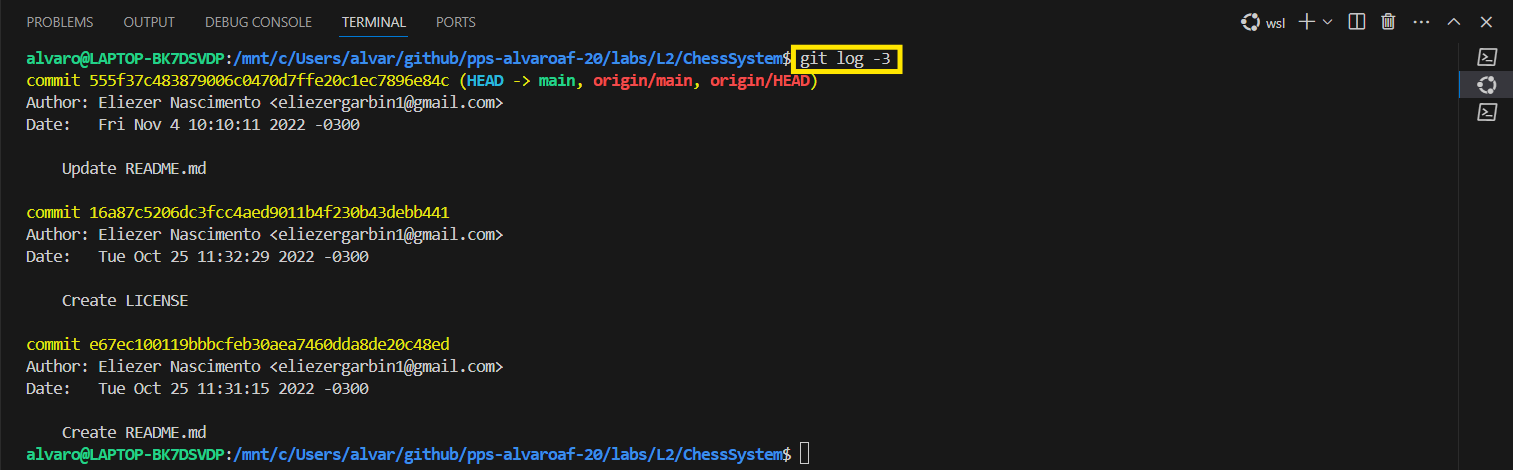 PROBLEMS OUTPUT DEBUG CONSOLE TERMINAL PORTS wsl
alvaro@LAPTOP-BK7DSVDP:/mnt/c/Users/alvar/github/pps-alvaroaf-20/labs/L2/ChessSystem$ git log -3
commit 555f37c483879006c0470d7ffe20c1ec7896e84c (HEAD -> main, origin/main, origin/HEAD)
Author: Eliezer Nascimento <eliezergarbin1@gmail.com>
Date:   Fri Nov 4 10:10:11 2022 -0300
    Update README.md
commit 16a87c5206dc3fcc4aed9011b4f230b43debb441
Author: Eliezer Nascimento <eliezergarbin1@gmail.com>
Date:   Tue Oct 25 11:32:29 2022 -0300
    Create LICENSE
commit e67ec100119bbbcfeb30aea7460dda8de20c48ed
Author: Eliezer Nascimento <eliezergarbin1@gmail.com>
Date:   Tue Oct 25 11:31:15 2022 -0300
    Create README.md
alvaro@LAPTOP-BK7DSVDP:/mnt/c/Users/alvar/github/pps-alvaroaf-20/labs/L2/ChessSystem$